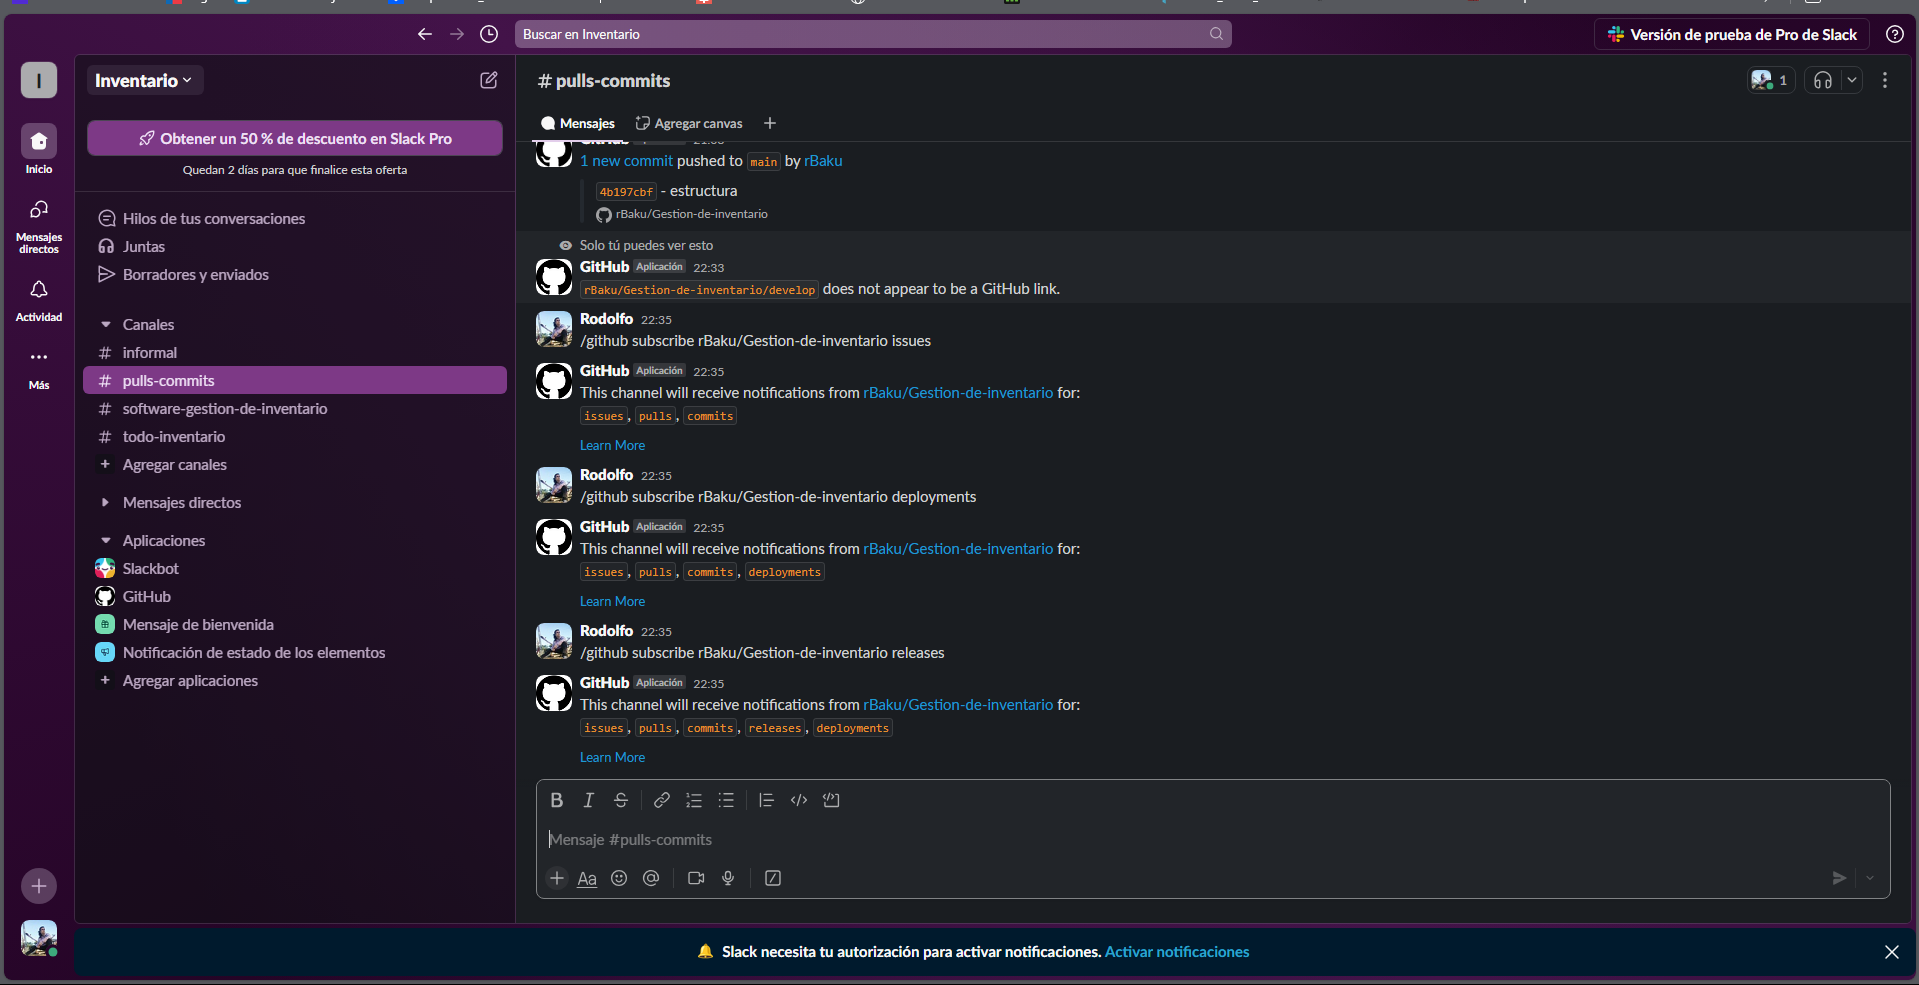 Buscar en Inventario
Versión de prueba de Pro de Slack
I
Inicio
Mensajes directos
Actividad
Más
Inventario
Obtener un 50 % de descuento en Slack Pro
Quedan 2 días para que finalice esta oferta
Hilos de tus conversaciones
Juntas
Borradores y enviados
Canales
# informal
# pulls-commits
# software-gestion-de-inventario
# todo-inventario
+ Agregar canales
Mensajes directos
Aplicaciones
Slackbot
GitHub
Mensaje de bienvenida
Notificación de estado de los elementos
+ Agregar aplicaciones
# pulls-commits
1
Mensajes
Agregar canvas
+
1 new commit pushed to main by rBaku
4b197cbf - estructura
rBaku/Gestion-de-inventario
Solo tú puedes ver esto
GitHub Aplicación 22:33
rBaku/Gestion-de-inventario/develop does not appear to be a GitHub link.
Rodolfo 22:35
/github subscribe rBaku/Gestion-de-inventario issues
GitHub Aplicación 22:35
This channel will receive notifications from rBaku/Gestion-de-inventario for:
issues, pulls, commits
Learn More
Rodolfo 22:35
/github subscribe rBaku/Gestion-de-inventario deployments
GitHub Aplicación 22:35
This channel will receive notifications from rBaku/Gestion-de-inventario for:
issues, pulls, commits, deployments
Learn More
Rodolfo 22:35
/github subscribe rBaku/Gestion-de-inventario releases
GitHub Aplicación 22:35
This channel will receive notifications from rBaku/Gestion-de-inventario for:
issues, pulls, commits, releases, deployments
Learn More
Mensaje #pulls-commits
Aa
Slack necesita tu autorización para activar notificaciones. Activar notificaciones